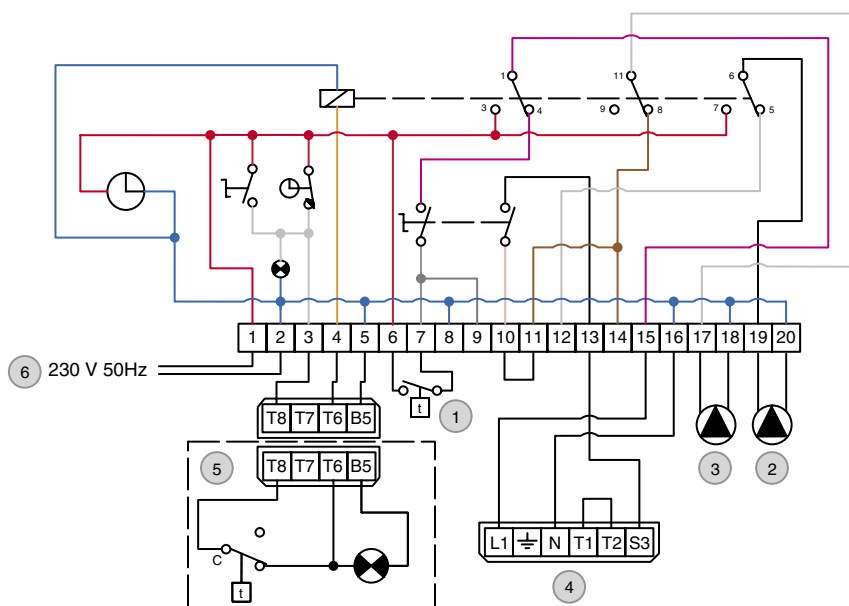 1 11 6
3 4 9 8 7 5
1 2 3 4 5 6 7 8 9 10 11 12 13 14 15 16 17 18 19 20
6 230 V 50Hz
t 1
T8 T7 T6 B5
3 2
5 T8 T7 T6 B5
L1 N T1 T2 S3
C
4
t